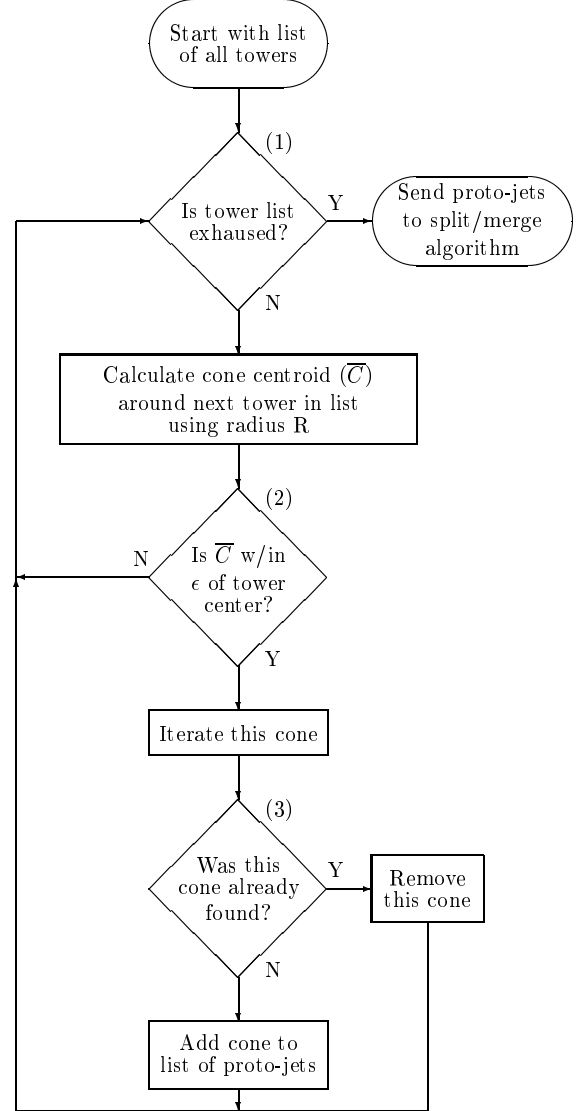 Start with list
of all towers
(1)
Is tower list
exhaused?
Y
Send proto-jets
to split/merge
algorithm
N
Calculate cone centroid (C̅)
around next tower in list
using radius R
(2)
N
Is C̅ w/in
ϵ of tower
center?
Y
Iterate this cone
(3)
Was this
cone already
found?
Y
Remove
this cone
N
Add cone to
list of proto-jets